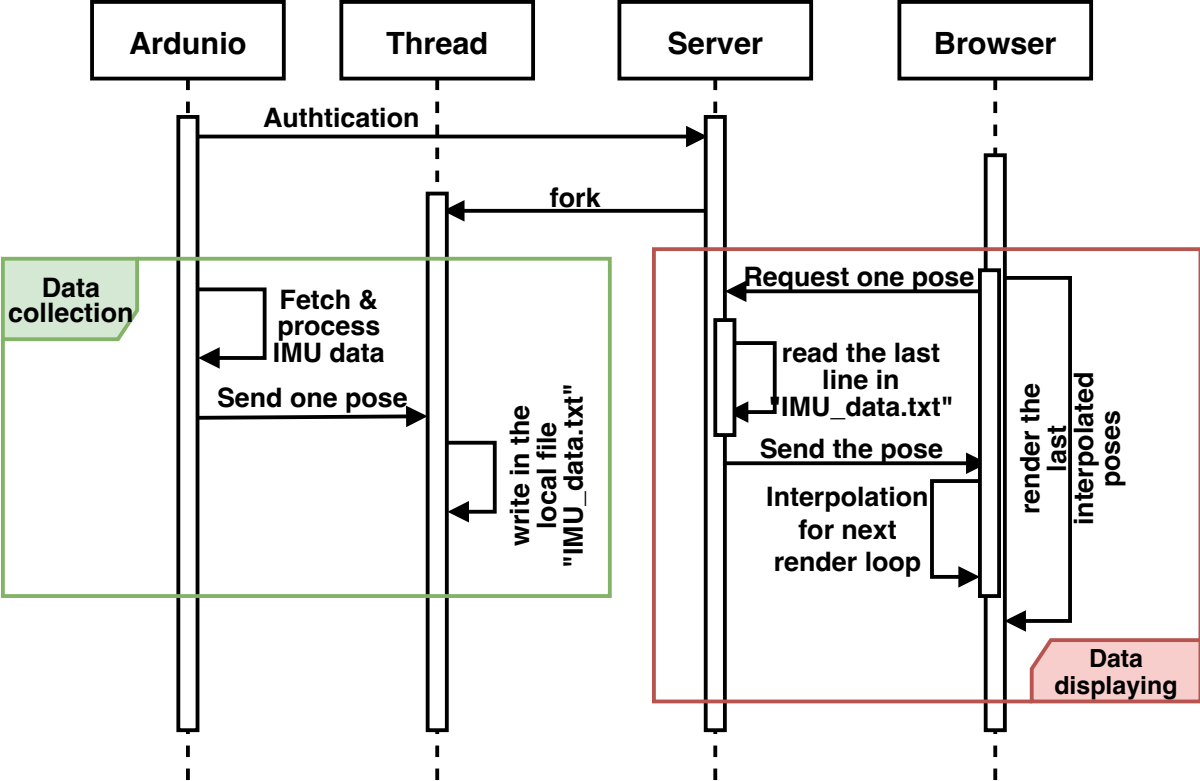 Ardunio
Thread
Server
Browser
Authtication
fork
Data
collection
Fetch &
process
IMU data
Send one pose
write in the
local file
"IMU_data.txt"
Request one pose
read the last
line in
"IMU_data.txt"
Send the pose
Interpolation
for next
render loop
render the
last
interpolated
poses
Data
displaying